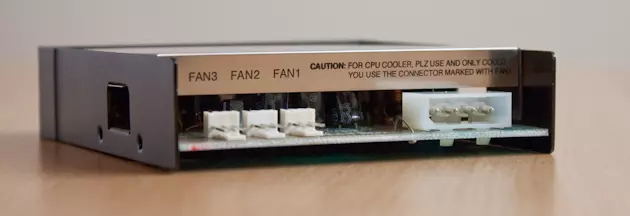 FAN3 FAN2 FAN1
CAUTION: FOR CPU COOLER, PLZ USE AND ONLY COULD
YOU USE THE CONNECTOR MARKED WITH FAN1.